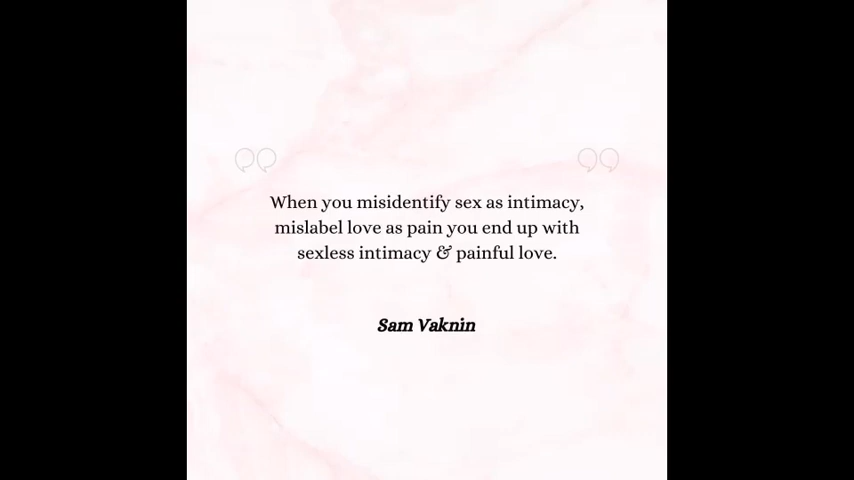 When you misidentify sex as intimacy,
mislabel love as pain you end up with
sexless intimacy & painful love.
Sam Vaknin